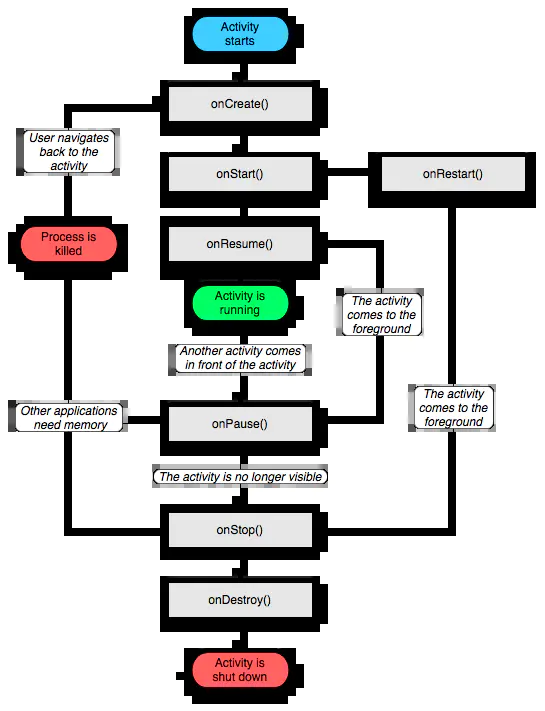 Activity
starts
onCreate()
User navigates
back to the
activity
onStart()
onRestart()
Process is
killed
onResume()
Activity is
running
The activity
comes to the
foreground
Another activity comes
in front of the activity
The activity
comes to the
foreground
Other applications
need memory
onPause()
The activity is no longer visible
onStop()
onDestroy()
Activity is
shut down